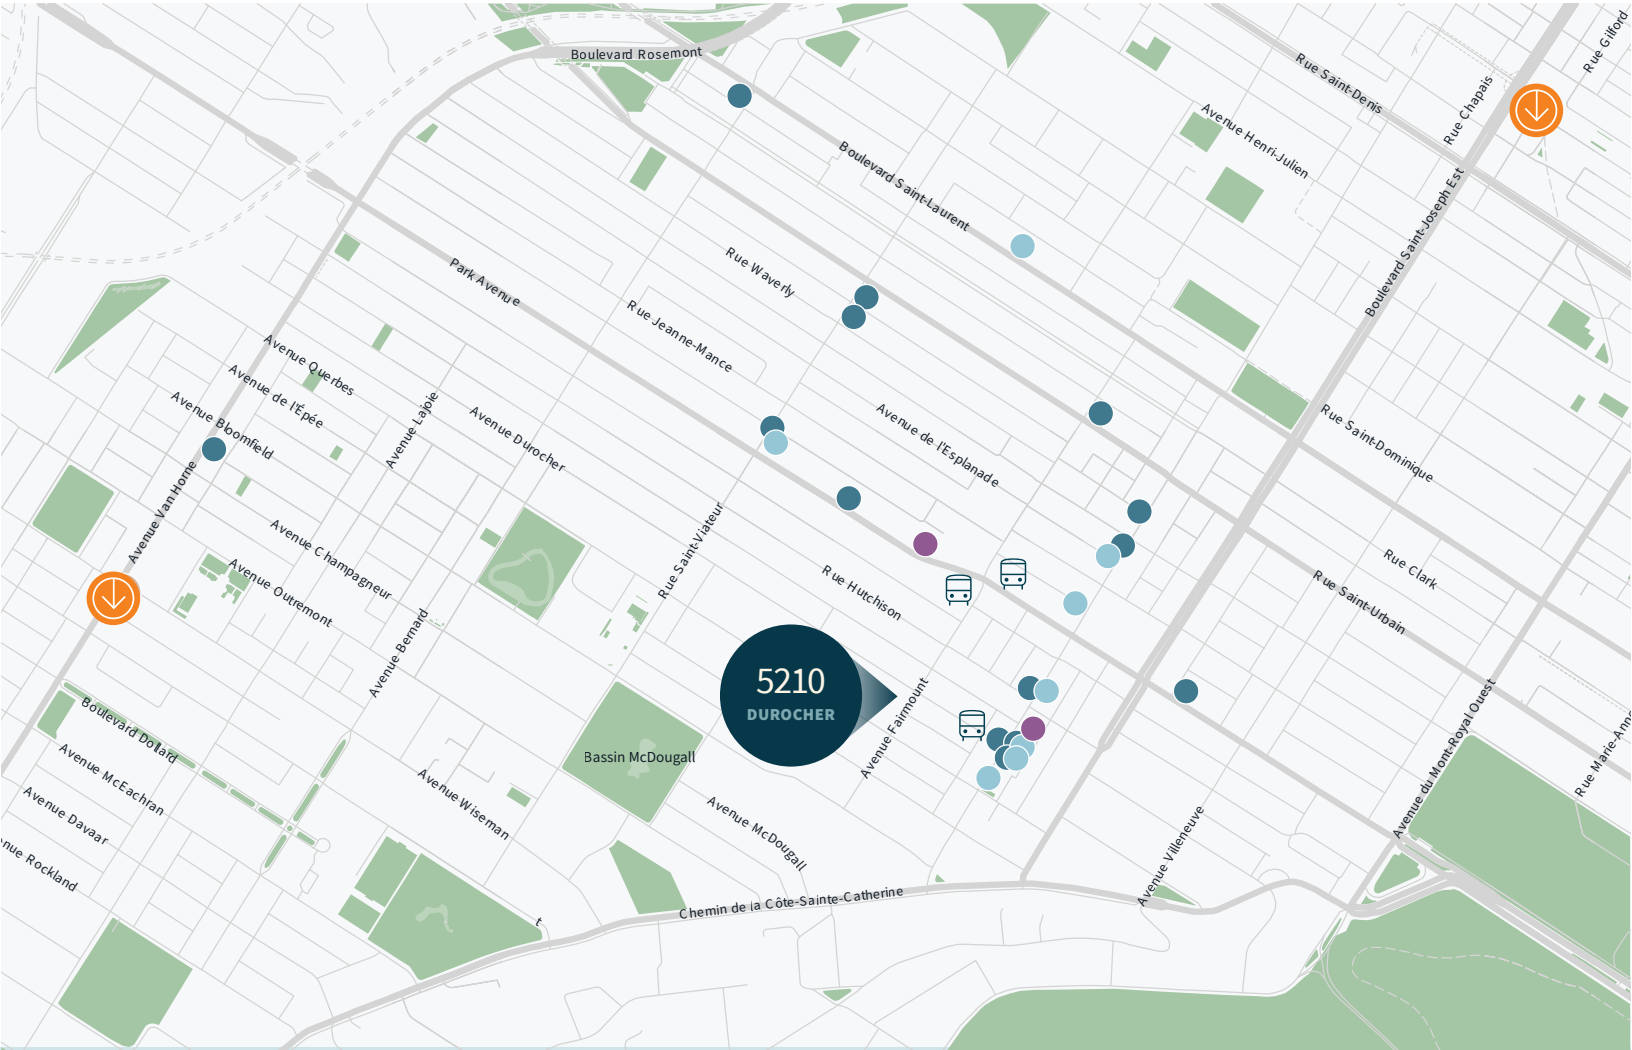 Boulevard Rosemont
Rue Gilford
Rue Saint-Denis
Rue Chapais
Avenue Henri-Julien
Boulevard Saint-Laurent
Boulevard Saint-Joseph Est
Rue Waverly
Park Avenue
Rue Jeanne-Mance
Avenue Querbes
Avenue de l'Épée
Avenue Bloomfield
Avenue Lajoie
Avenue Durocher
Avenue de l'Esplanade
Rue Saint-Dominique
Avenue Van Horne
Avenue Champagneur
Avenue Outremont
Rue Saint-Viateur
Rue Hutchison
Rue Clark
Rue Saint-Urbain
Avenue Bernard
5210
DUROCHER
Avenue Fairmount
Boulevard Dollard
Bassin McDougall
Avenue du Mont-Royal Ouest
Rue Marie-Anne
Avenue McEachran
Avenue Wiseman
Avenue McDougall
Avenue Davaar
Avenue Villeneuve
nue Rockland
Chemin de la Côte-Sainte-Catherine
t